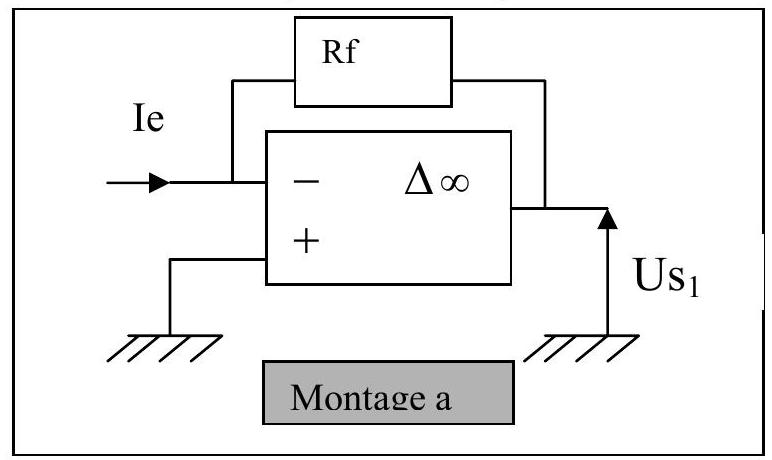 Rf
Ie
− Δ∞
+
Us₁
Montage a